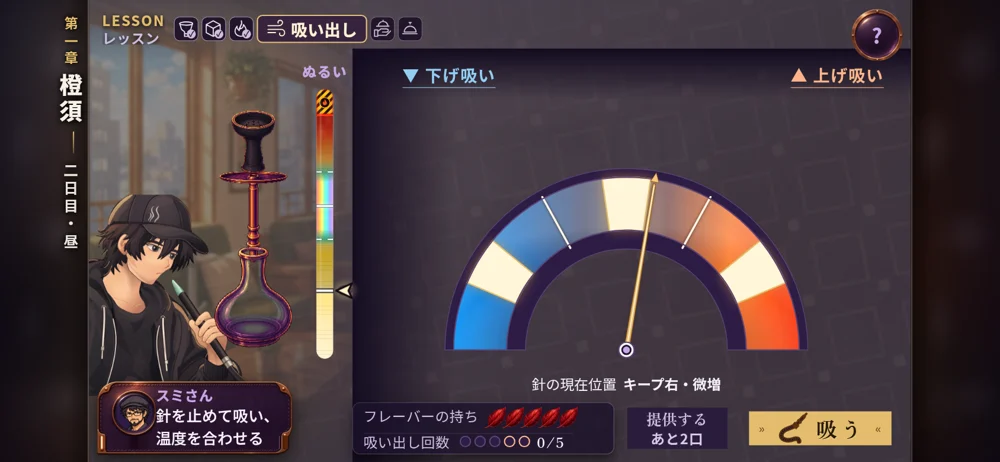 第一章 橙須 — 二日目・昼
LESSON
レッスン
吸い出し
?
ぬるい
▼ 下げ吸い
▲ 上げ吸い
針の現在位置 キープ右・微増
スミさん
針を止めて吸い、
温度を合わせる
フレーバーの持ち
吸い出し回数 0/5
提供する
あと2口
» 吸う «